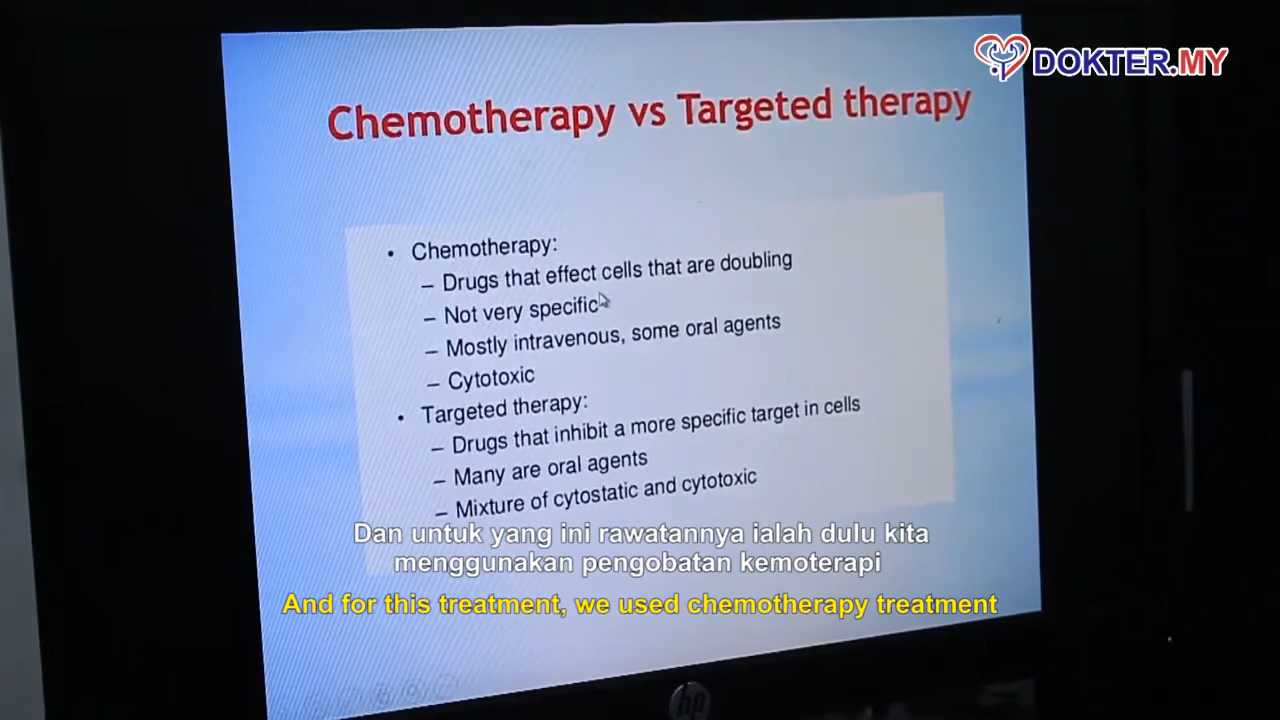 DOKTER.MY
Chemotherapy vs Targeted therapy
• Chemotherapy:
– Drugs that effect cells that are doubling
– Not very specific
– Mostly intravenous, some oral agents
– Cytotoxic
• Targeted therapy:
– Drugs that inhibit a more specific target in cells
– Many are oral agents
– Mixture of cytostatic and cytotoxic
Dan untuk yang ini rawatannya ialah dulu kita
menggunakan pengobatan kemoterapi
And for this treatment, we used chemotherapy treatment
hp